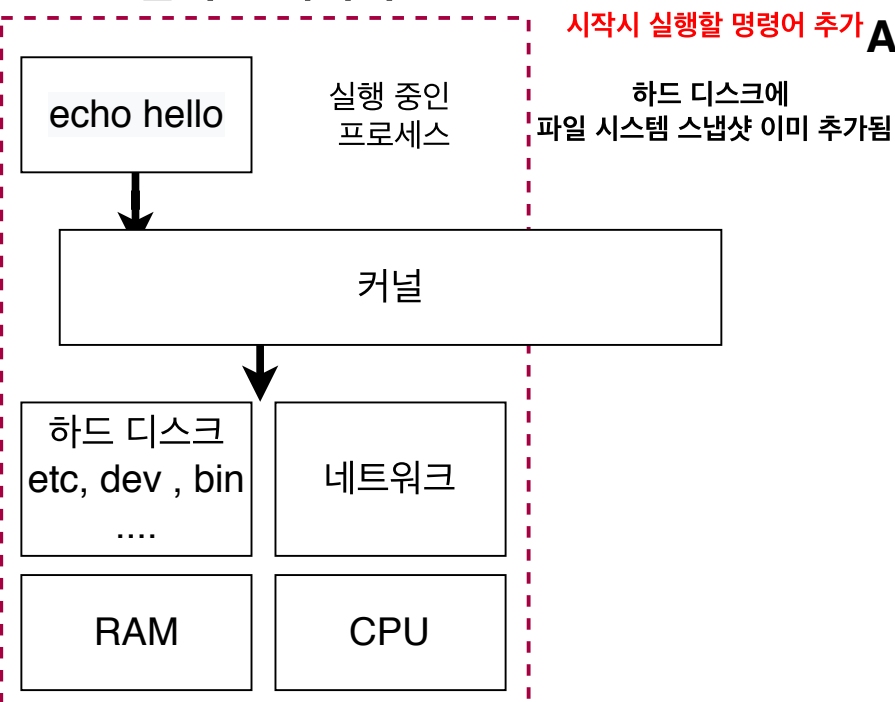 시작시 실행할 명령어 추가
A
echo hello
실행 중인
프로세스
하드 디스크에
파일 시스템 스냅샷 이미 추가됨
커널
하드 디스크
etc, dev , bin
....
네트워크
RAM
CPU